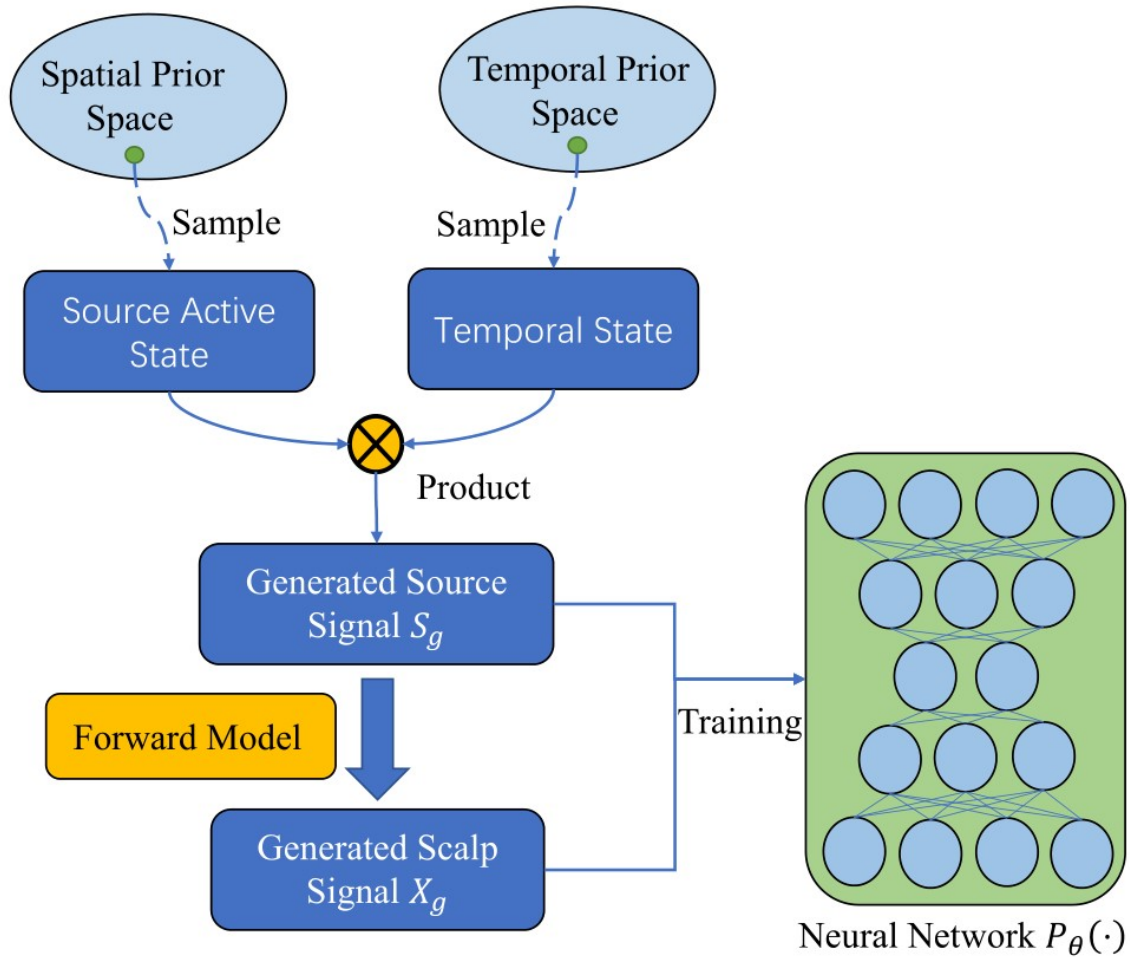 Spatial Prior
Space
Temporal Prior
Space
Sample
Sample
Source Active
State
Temporal State
Product
Generated Source
Signal S_g
Forward Model
Training
Generated Scalp
Signal X_g
Neural Network P_θ(·)